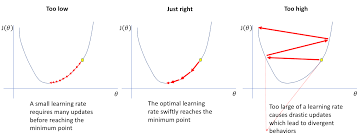 Too low
J(θ)
θ
A small learning rate
requires many updates
before reaching the
minimum point
Just right
J(θ)
θ
The optimal learning
rate swiftly reaches the
minimum point
Too high
J(θ)
θ
Too large of a learning rate
causes drastic updates
which lead to divergent
behaviors